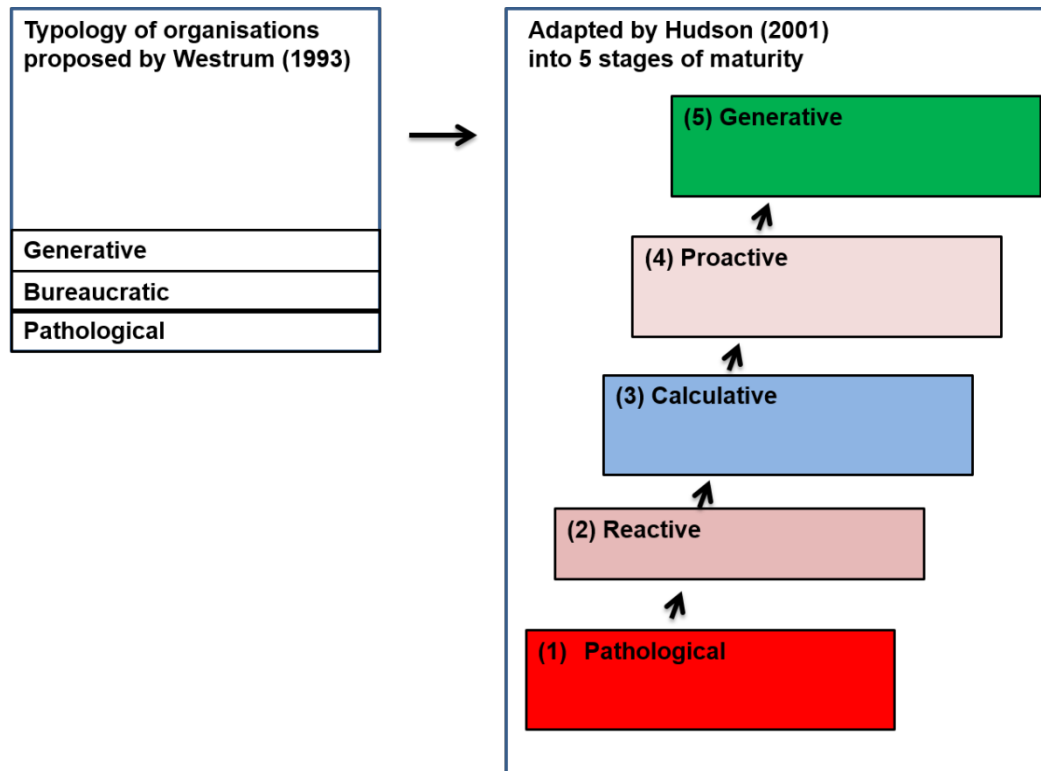 Typology of organisations
proposed by Westrum (1993)
Generative
Bureaucratic
Pathological
Adapted by Hudson (2001)
into 5 stages of maturity
(5) Generative
(4) Proactive
(3) Calculative
(2) Reactive
(1) Pathological